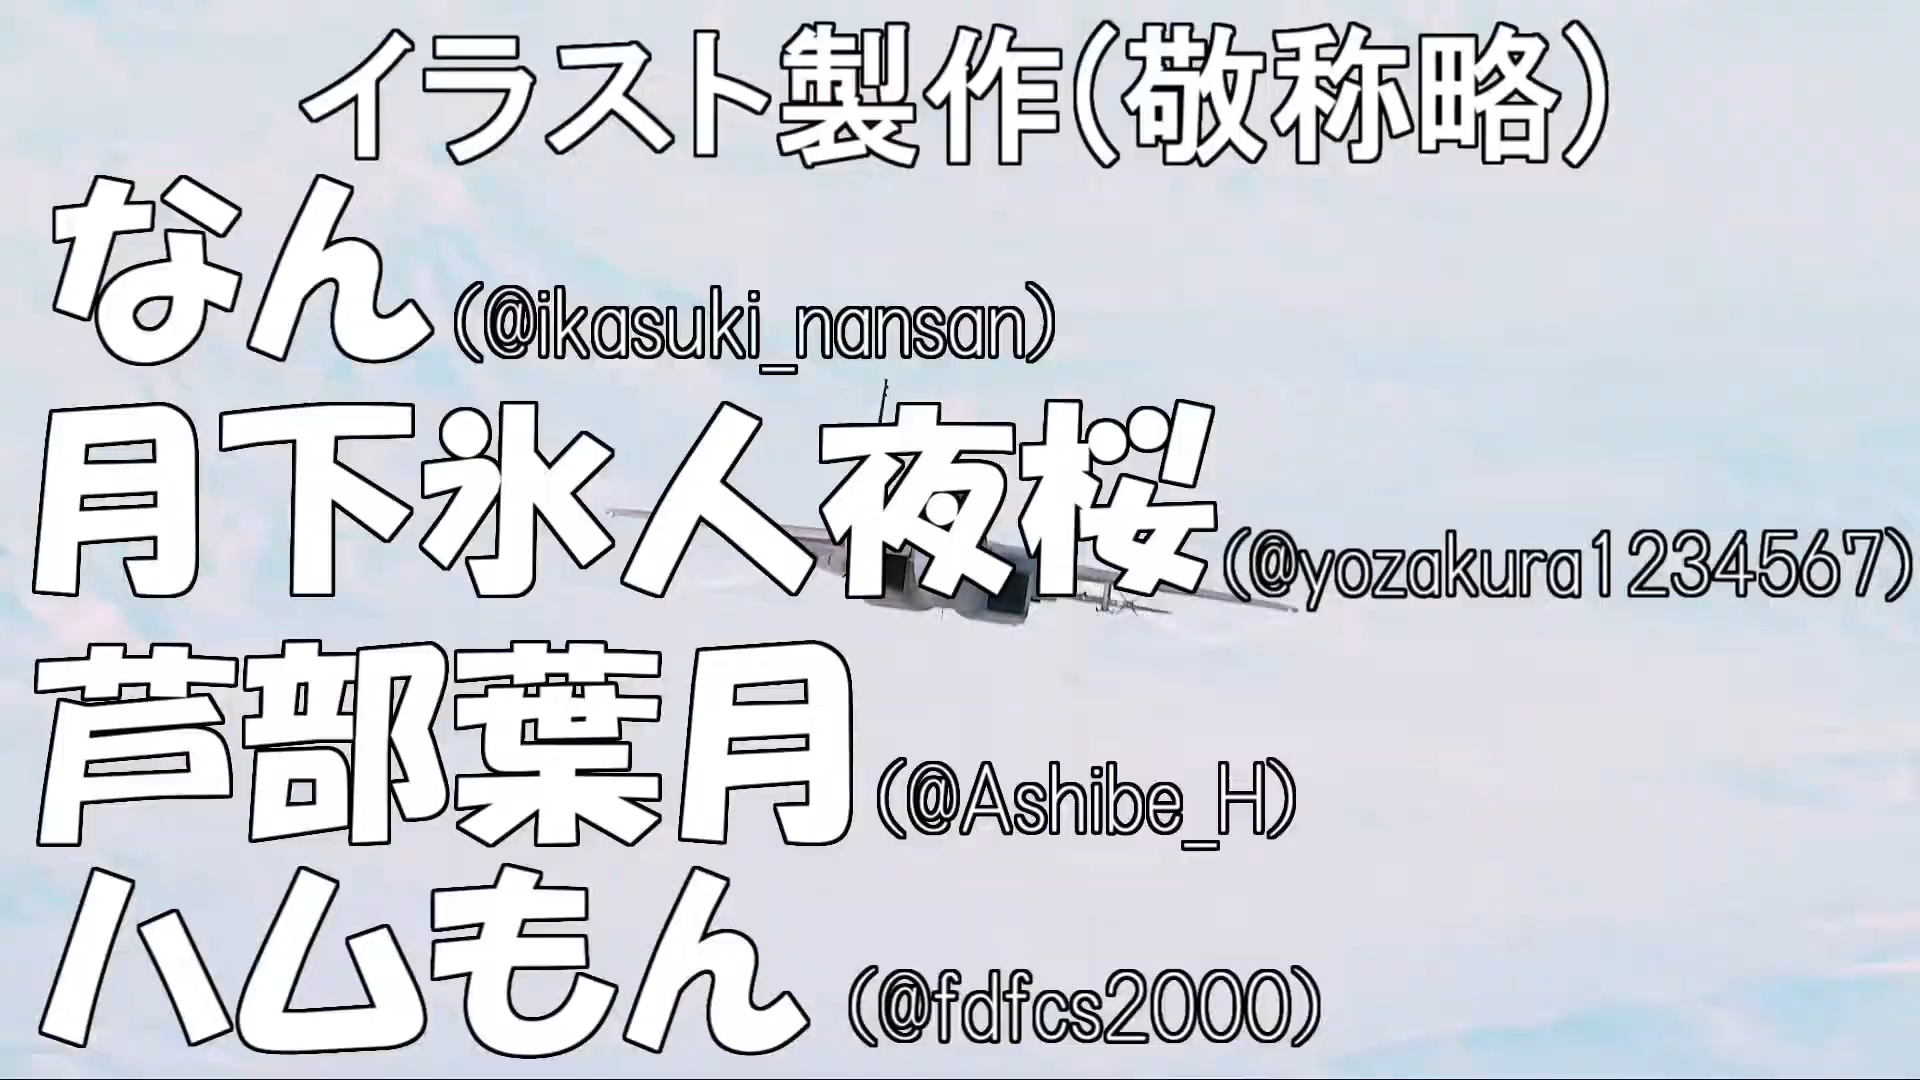 イラスト製作(敬称略)
なん(@ikasuki_nansan)
月下氷人夜桜(@yozakura1234567)
芦部葉月(@Ashibe_H)
ハムもん(@fdfcs2000)